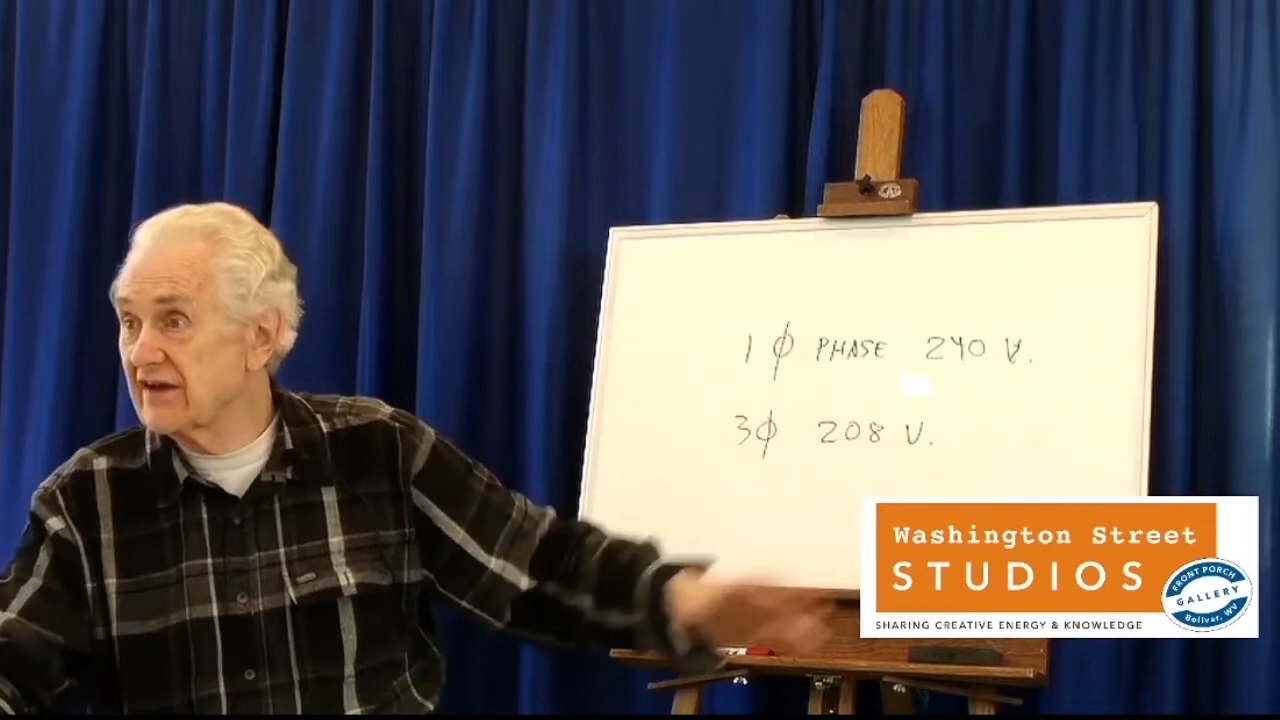 1 ϕ PHASE 240 V.
3ϕ 208 V.
Washington Street
STUDIOS
FRONT PORCH
GALLERY
Bolivar, WV
SHARING CREATIVE ENERGY & KNOWLEDGE